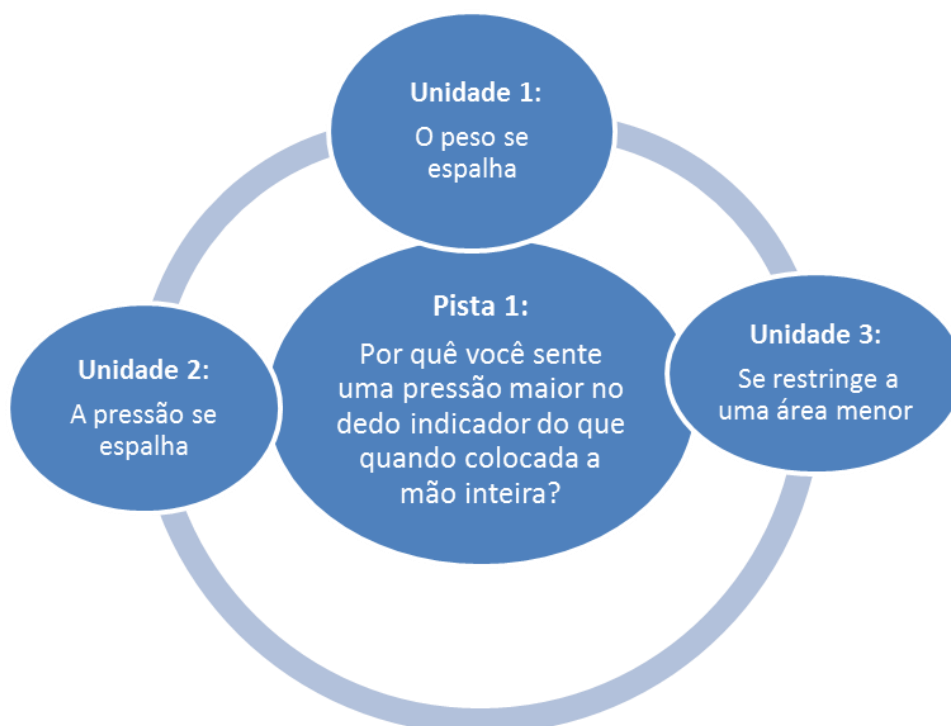 Unidade 1:
O peso se
espalha
Pista 1:
Por quê você sente
uma pressão maior no
dedo indicador do que
quando colocada a
mão inteira?
Unidade 2:
A pressão se
espalha
Unidade 3:
Se restringe a
uma área menor